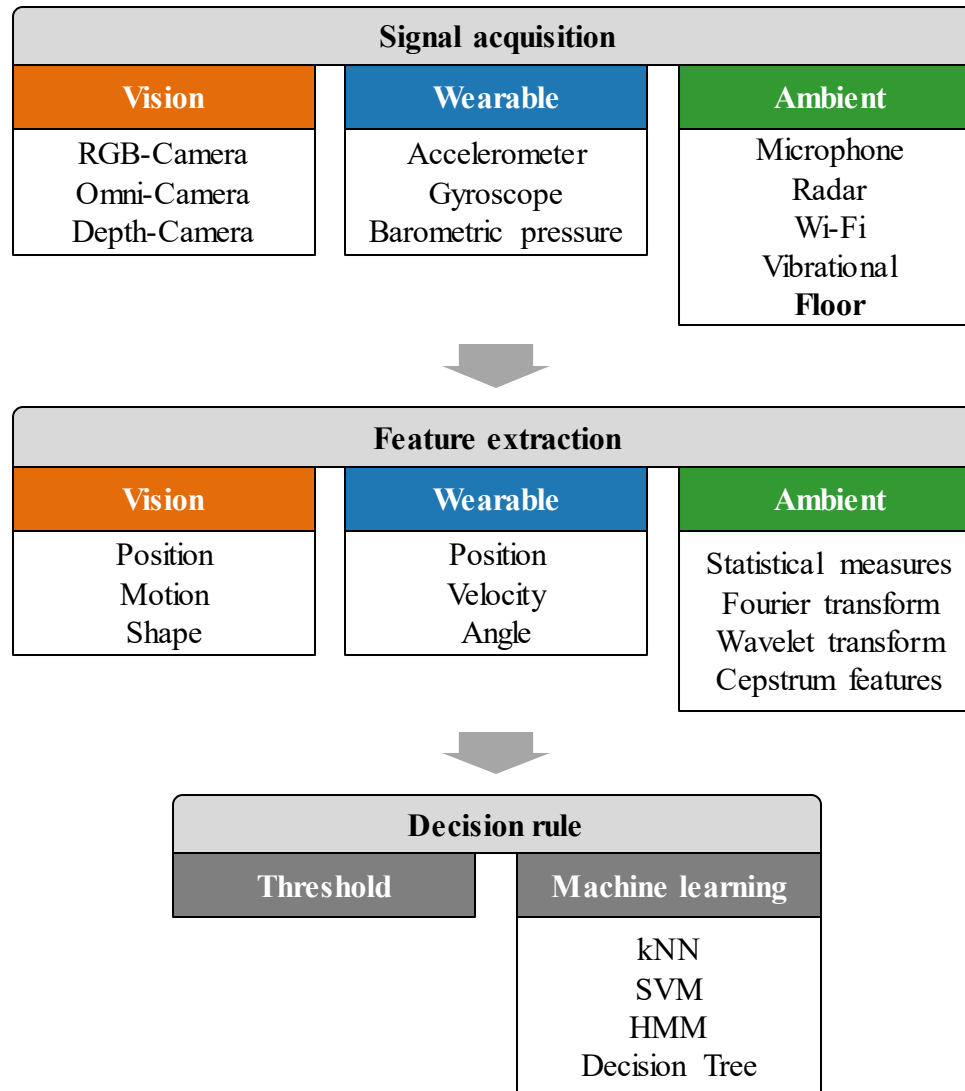 Signal acquisition
Vision
RGB-Camera
Omni-Camera
Depth-Camera
Wearable
Accelerometer
Gyroscope
Barometric pressure
Ambient
Microphone
Radar
Wi-Fi
Vibrational
Floor
Feature extraction
Vision
Position
Motion
Shape
Wearable
Position
Velocity
Angle
Ambient
Statistical measures
Fourier transform
Wavelet transform
Cepstrum features
Decision rule
Threshold
Machine learning
kNN
SVM
HMM
Decision Tree